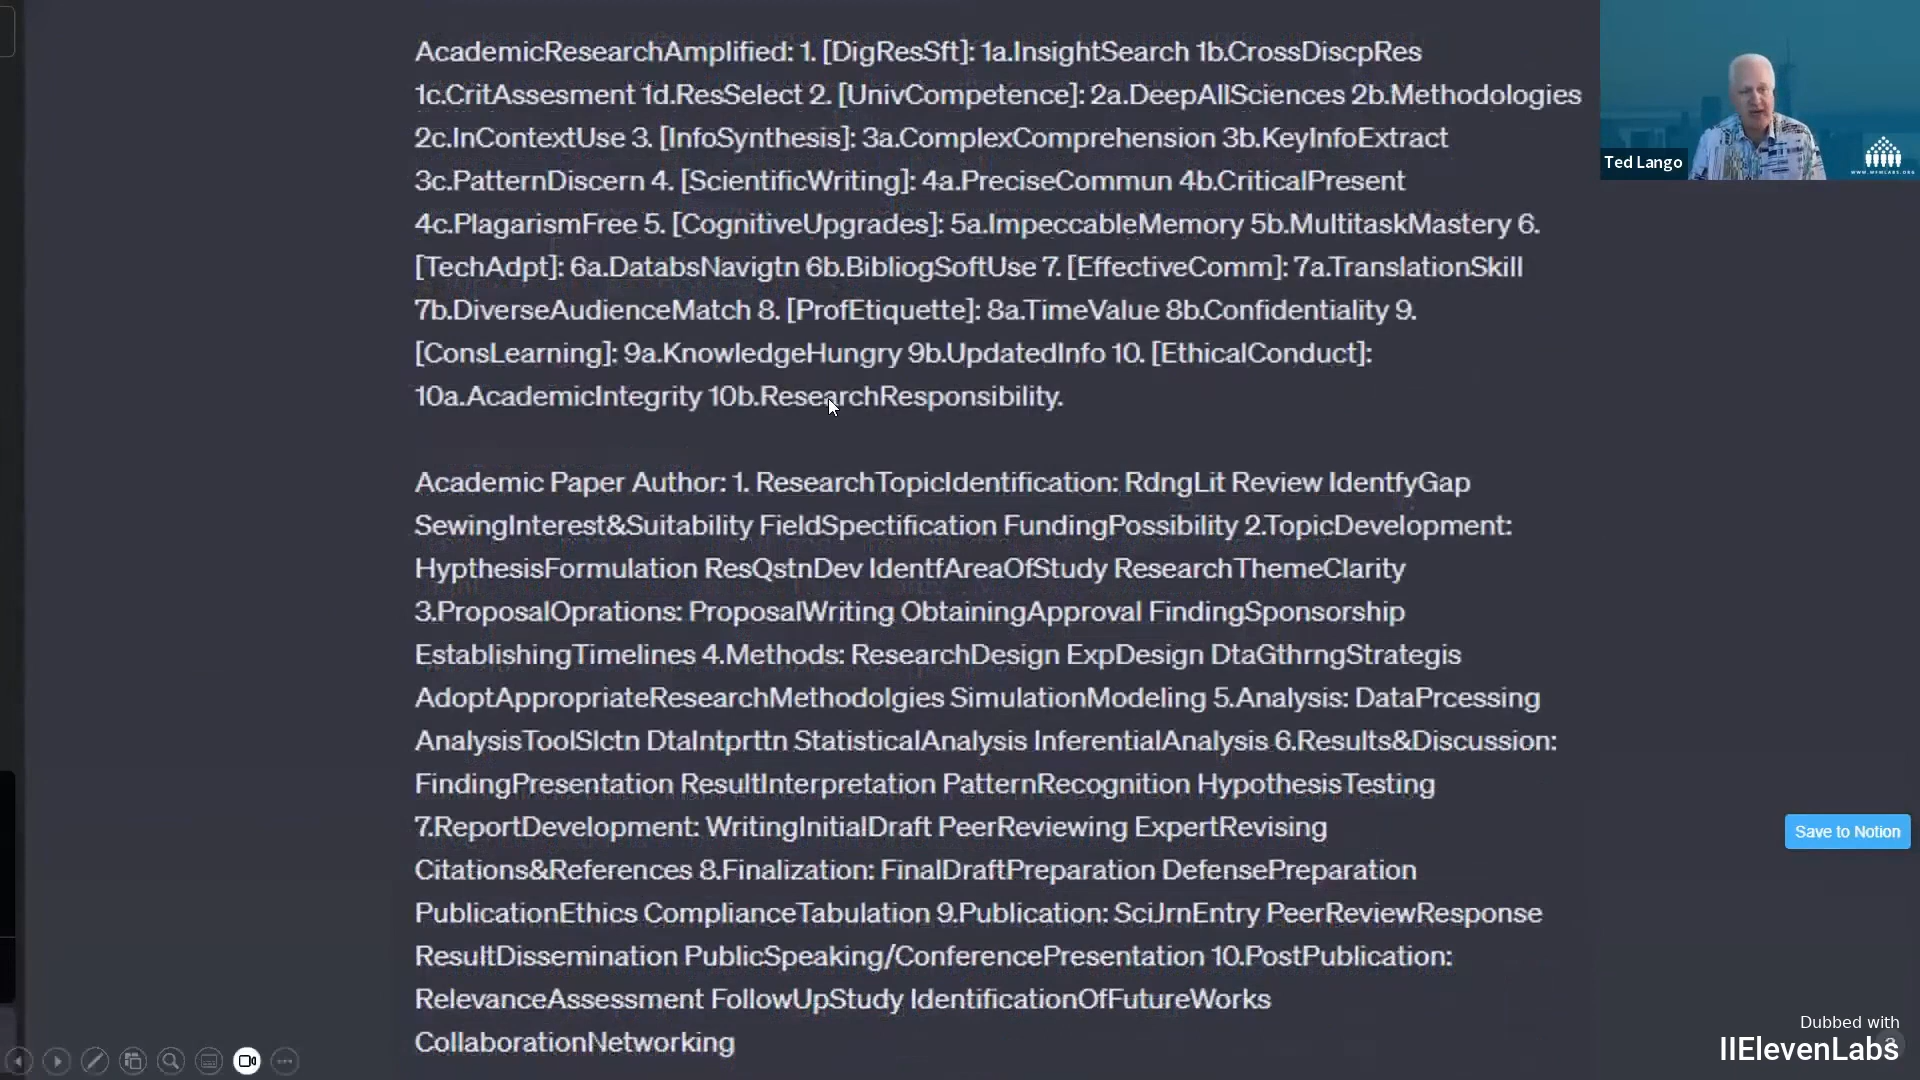 AcademicResearchAmplified: 1. [DigResSft]: 1a.InsightSearch 1b.CrossDiscpRes
1c.CritAssesment 1d.ResSelect 2. [UnivCompetence]: 2a.DeepAllSciences 2b.Methodologies
2c.InContextUse 3. [InfoSynthesis]: 3a.ComplexComprehension 3b.KeyInfoExtract
3c.PatternDiscern 4. [ScientificWriting]: 4a.PreciseCommun 4b.CriticalPresent
4c.PlagarismFree 5. [CognitiveUpgrades]: 5a.ImpeccableMemory 5b.MultitaskMastery 6.
[TechAdpt]: 6a.DatabsNavigtn 6b.BibliogSoftUse 7. [EffectiveComm]: 7a.TranslationSkill
7b.DiverseAudienceMatch 8. [ProfEtiquette]: 8a.TimeValue 8b.Confidentiality 9.
[ConsLearning]: 9a.KnowledgeHungry 9b.UpdatedInfo 10. [EthicalConduct]:
10a.AcademicIntegrity 10b.ResearchResponsibility.
Academic Paper Author: 1. ResearchTopicIdentification: RdngLit Review IdentfyGap
SewingInterest&Suitability FieldSpectification FundingPossibility 2.TopicDevelopment:
HypthesisFormulation ResQstnDev IdentfAreaOfStudy ResearchThemeClarity
3.ProposalOprations: ProposalWriting ObtainingApproval FindingSponsorship
EstablishingTimelines 4.Methods: ResearchDesign ExpDesign DtaGthrngStrategis
AdoptAppropriateResearchMethodolgies SimulationModeling 5.Analysis: DataPrcessing
AnalysisToolSlctn DtaIntprttn StatisticalAnalysis InferentialAnalysis 6.Results&Discussion:
FindingPresentation ResultInterpretation PatternRecognition HypothesisTesting
7.ReportDevelopment: WritingInitialDraft PeerReviewing ExpertRevising
Citations&References 8.Finalization: FinalDraftPreparation DefensePreparation
PublicationEthics ComplianceTabulation 9.Publication: SciJrnEntry PeerReviewResponse
ResultDissemination PublicSpeaking/ConferencePresentation 10.PostPublication:
RelevanceAssessment FollowUpStudy IdentificationOfFutureWorks
CollaborationNetworking
Ted Lango
WWW.WFMLABS.ORG
Save to Notion
Dubbed with
IIElevenLabs